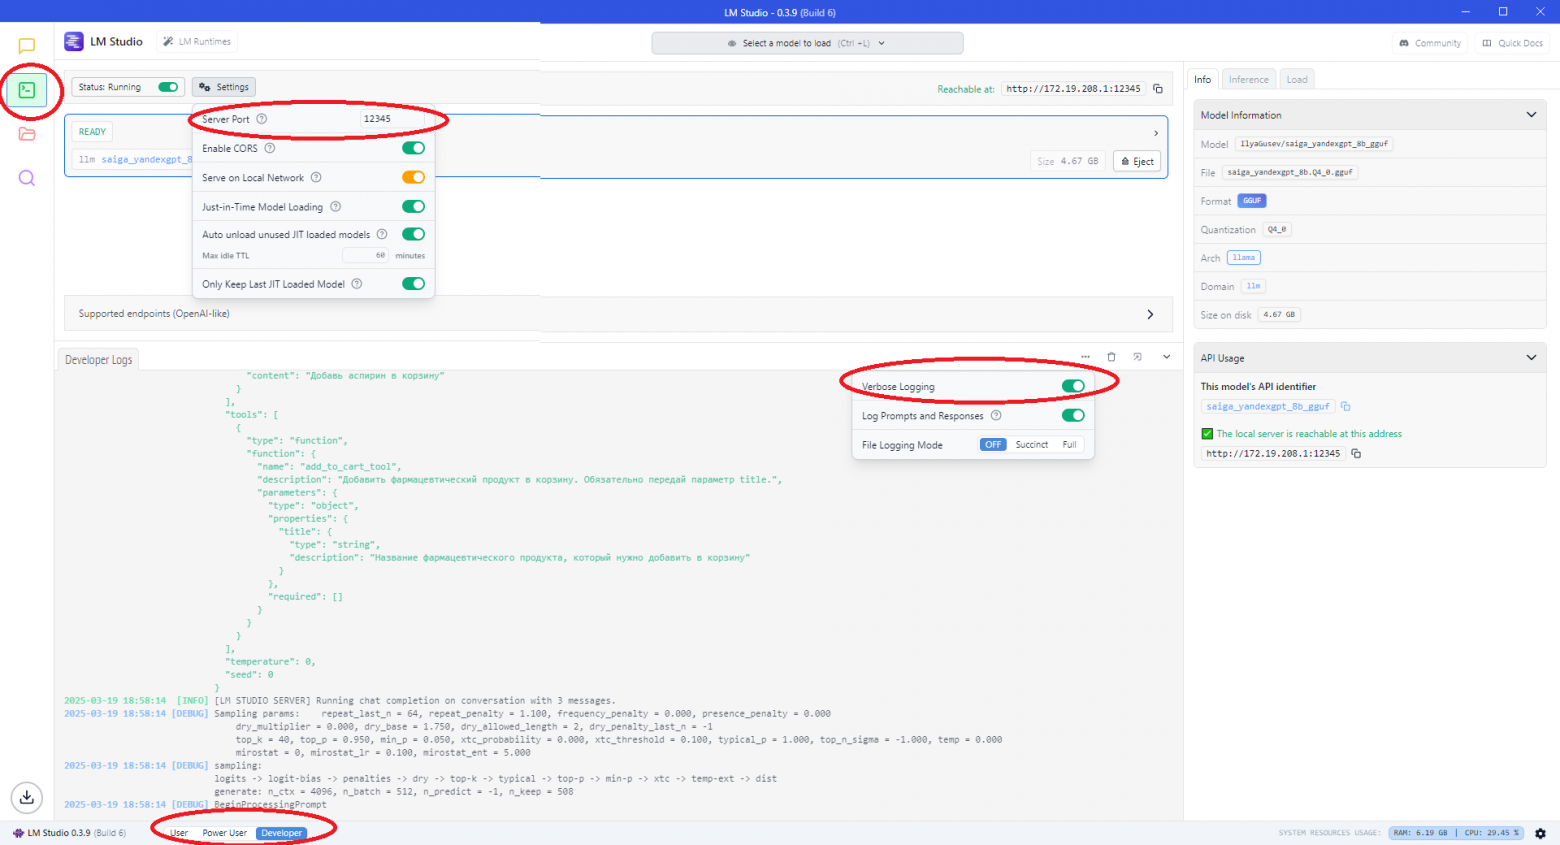 LM Studio - 0.3.9 (Build 6)
LM Studio
LM Runtimes
Select a model to load (Ctrl +L)
Community
Quick Docs
Status: Running
Settings
Reachable at: http://172.19.208.1:12345
Server Port
12345
READY
llm saiga_yandexgpt_8
Size 4.67 GB
Eject
Enable CORS
Serve on Local Network
Just-in-Time Model Loading
Auto unload unused JIT loaded models
Max idle TTL
60 minutes
Only Keep Last JIT Loaded Model
Supported endpoints (OpenAI-like)
Developer Logs
Verbose Logging
Log Prompts and Responses
File Logging Mode
OFF
Succinct
Full
"content": "Добавь аспирин в корзину"
}
],
"tools": [
{
"type": "function",
"function": {
"name": "add_to_cart_tool",
"description": "Добавить фармацевтический продукт в корзину. Обязательно передай параметр title.",
"parameters": {
"type": "object",
"properties": {
"title": {
"type": "string",
"description": "Название фармацевтического продукта, который нужно добавить в корзину"
}
},
"required": []
}
}
}
],
"temperature": 0,
"seed": 0
}
2025-03-19 18:58:14 [INFO] [LM STUDIO SERVER] Running chat completion on conversation with 3 messages.
2025-03-19 18:58:14 [DEBUG] Sampling params: repeat_last_n = 64, repeat_penalty = 1.100, frequency_penalty = 0.000, presence_penalty = 0.000
dry_multiplier = 0.000, dry_base = 1.750, dry_allowed_length = 2, dry_penalty_last_n = -1
top_k = 40, top_p = 0.950, min_p = 0.050, xtc_probability = 0.000, xtc_threshold = 0.100, typical_p = 1.000, top_n_sigma = -1.000, temp = 0.000
mirostat = 0, mirostat_lr = 0.100, mirostat_ent = 5.000
2025-03-19 18:58:14 [DEBUG] sampling:
logits -> logit-bias -> penalties -> dry -> top-k -> typical -> top-p -> min-p -> xtc -> temp-ext -> dist
generate: n_ctx = 4096, n_batch = 512, n_predict = -1, n_keep = 508
2025-03-19 18:58:14 [DEBUG] BeginProcessingPrompt
Info
Inference
Load
Model Information
Model IlyaGusev/saiga_yandexgpt_8b_gguf
File saiga_yandexgpt_8b.Q4_0.gguf
Format GGUF
Quantization Q4_0
Arch llama
Domain llm
Size on disk 4.67 GB
API Usage
This model's API identifier
saiga_yandexgpt_8b_gguf
The local server is reachable at this address
http://172.19.208.1:12345
LM Studio 0.3.9 (Build 6)
User
Power User
Developer
SYSTEM RESOURCES USAGE:
RAM: 6.19 GB | CPU: 29.45 %